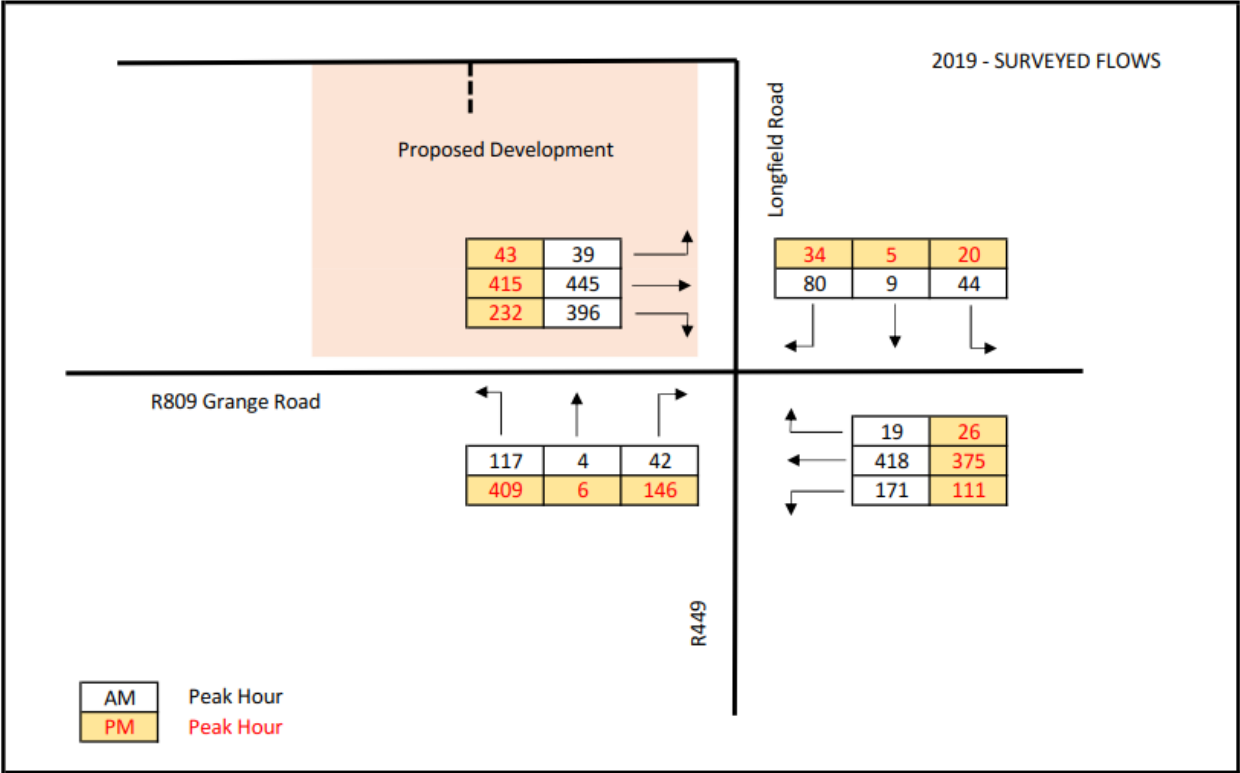 2019 - SURVEYED FLOWS
Longfield Road
Proposed Development
43 39
415 445
232 396
34 5 20
80 9 44
R809 Grange Road
117 4 42
409 6 146
19 26
418 375
171 111
R449
AM Peak Hour
PM Peak Hour